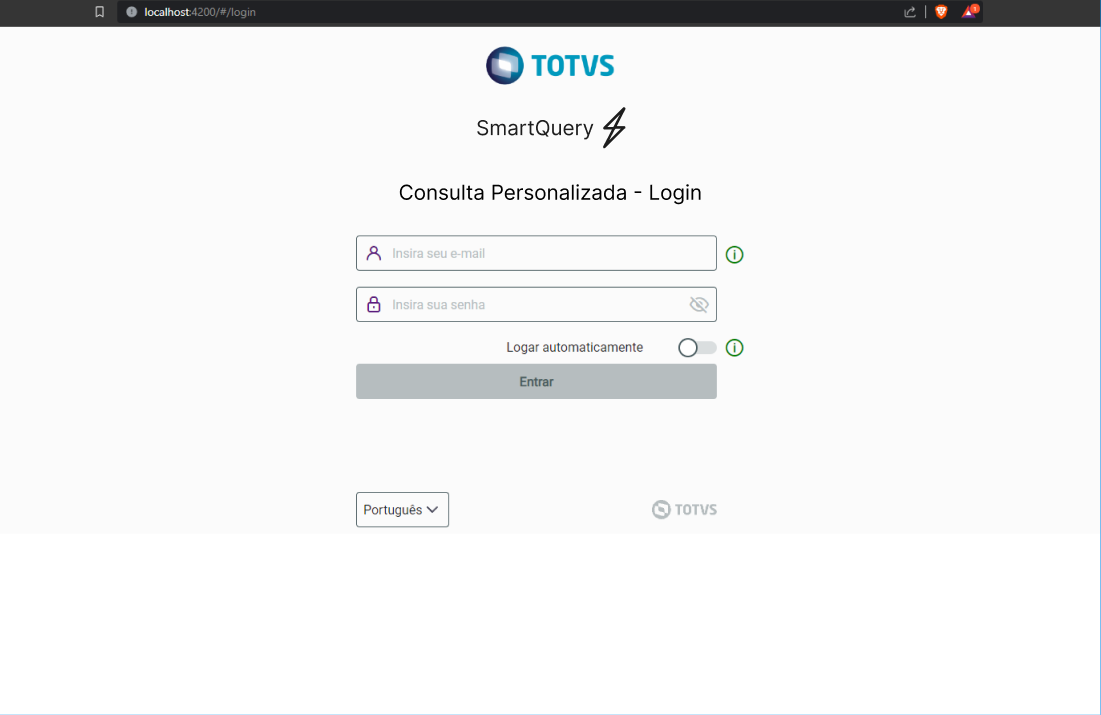 localhost:4200/#/login
TOTVS
SmartQuery
Consulta Personalizada - Login
Insira seu e-mail
Insira sua senha
Logar automaticamente
Entrar
Português
TOTVS